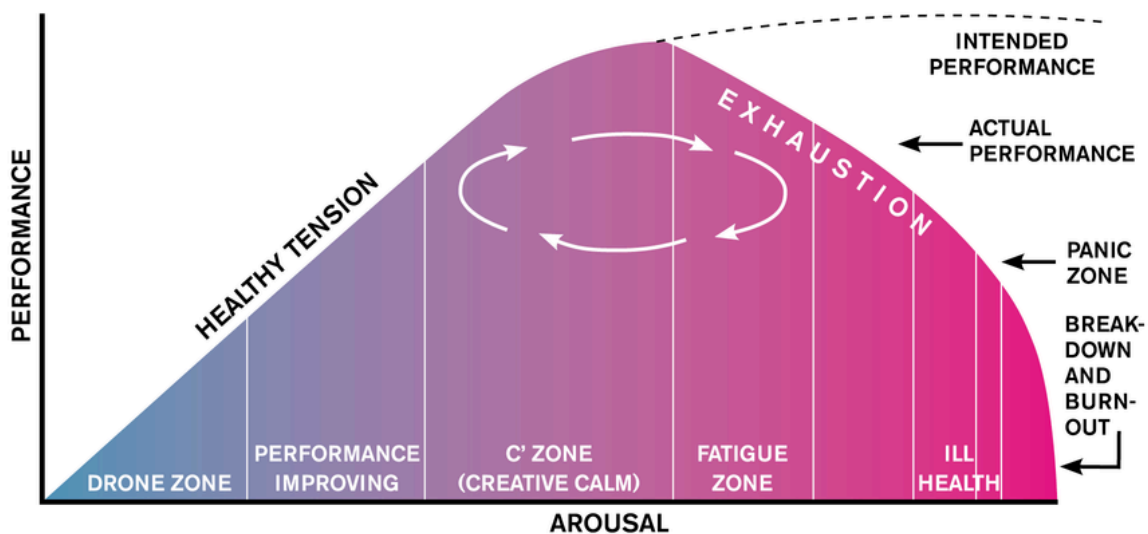 INTENDED
PERFORMANCE
EXHAUSTION
ACTUAL
PERFORMANCE
HEALTHY TENSION
PERFORMANCE
PANIC
ZONE
BREAK-
DOWN
AND
BURN-
OUT
PERFORMANCE
IMPROVING
DRONE ZONE
C' ZONE
(CREATIVE CALM)
FATIGUE
ZONE
ILL
HEALTH
AROUSAL